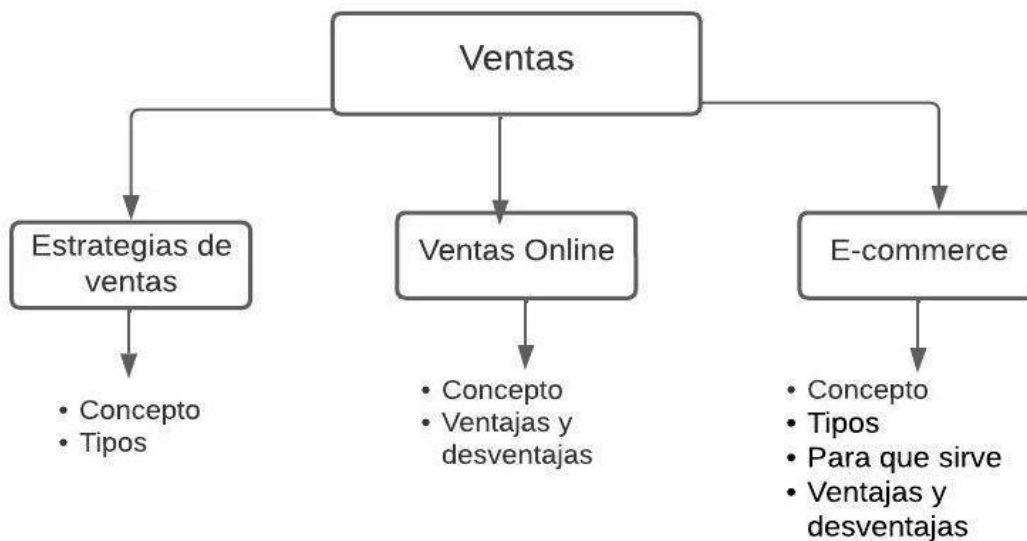 Ventas
Estrategias de
ventas
Ventas Online
E-commerce
• Concepto
• Tipos
• Concepto
• Ventajas y
desventajas
• Concepto
• Tipos
• Para que sirve
• Ventajas y
desventajas